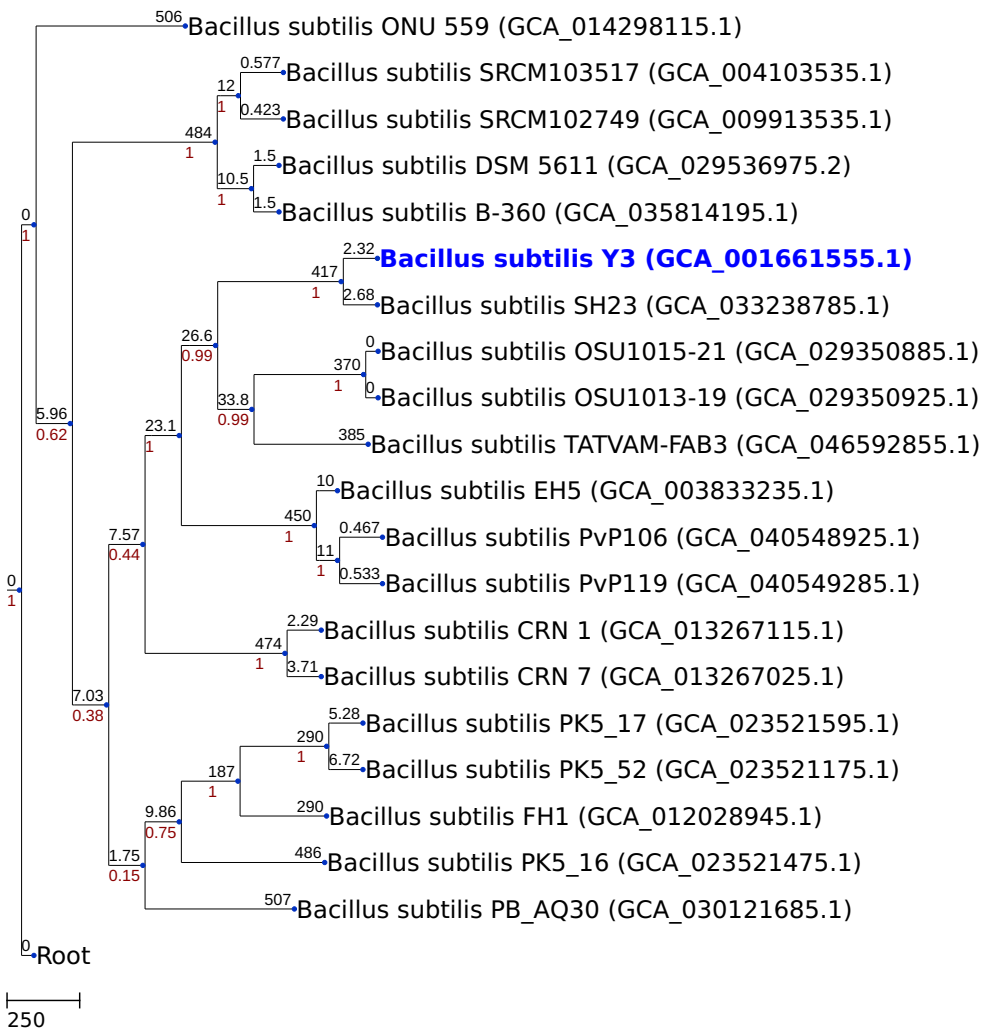 506
Bacillus subtilis ONU 559 (GCA_014298115.1)
0.577
Bacillus subtilis SRCM103517 (GCA_004103535.1)
12
1
0.423
Bacillus subtilis SRCM102749 (GCA_009913535.1)
484
1
1.5
Bacillus subtilis DSM 5611 (GCA_029536975.2)
10.5
1
1.5
Bacillus subtilis B-360 (GCA_035814195.1)
0
1
2.32
Bacillus subtilis Y3 (GCA_001661555.1)
417
1
2.68
Bacillus subtilis SH23 (GCA_033238785.1)
26.6
0.99
0
Bacillus subtilis OSU1015-21 (GCA_029350885.1)
370
1
0
Bacillus subtilis OSU1013-19 (GCA_029350925.1)
33.8
0.99
5.96
0.62
23.1
1
385
Bacillus subtilis TATVAM-FAB3 (GCA_046592855.1)
10
Bacillus subtilis EH5 (GCA_003833235.1)
450
1
0.467
Bacillus subtilis PvP106 (GCA_040548925.1)
7.57
0.44
11
1
0.533
Bacillus subtilis PvP119 (GCA_040549285.1)
0
1
2.29
Bacillus subtilis CRN 1 (GCA_013267115.1)
474
1
3.71
Bacillus subtilis CRN 7 (GCA_013267025.1)
7.03
0.38
5.28
Bacillus subtilis PK5_17 (GCA_023521595.1)
290
1
6.72
Bacillus subtilis PK5_52 (GCA_023521175.1)
187
1
290
Bacillus subtilis FH1 (GCA_012028945.1)
9.86
0.75
486
Bacillus subtilis PK5_16 (GCA_023521475.1)
1.75
0.15
507
Bacillus subtilis PB_AQ30 (GCA_030121685.1)
0
Root
250